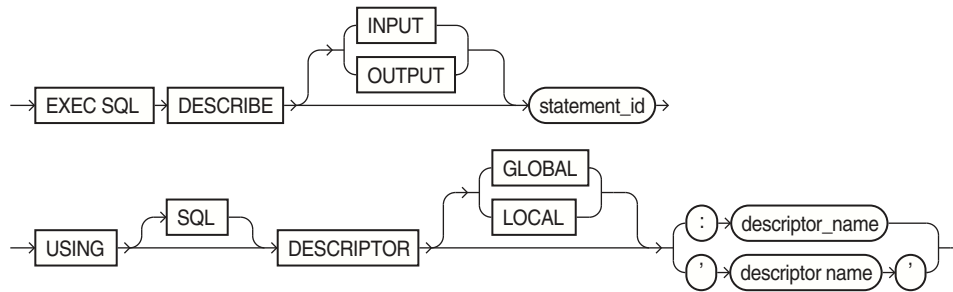 INPUT
OUTPUT
EXEC SQL DESCRIBE statement_id
GLOBAL
SQL LOCAL
USING DESCRIPTOR : descriptor_name
' descriptor name '